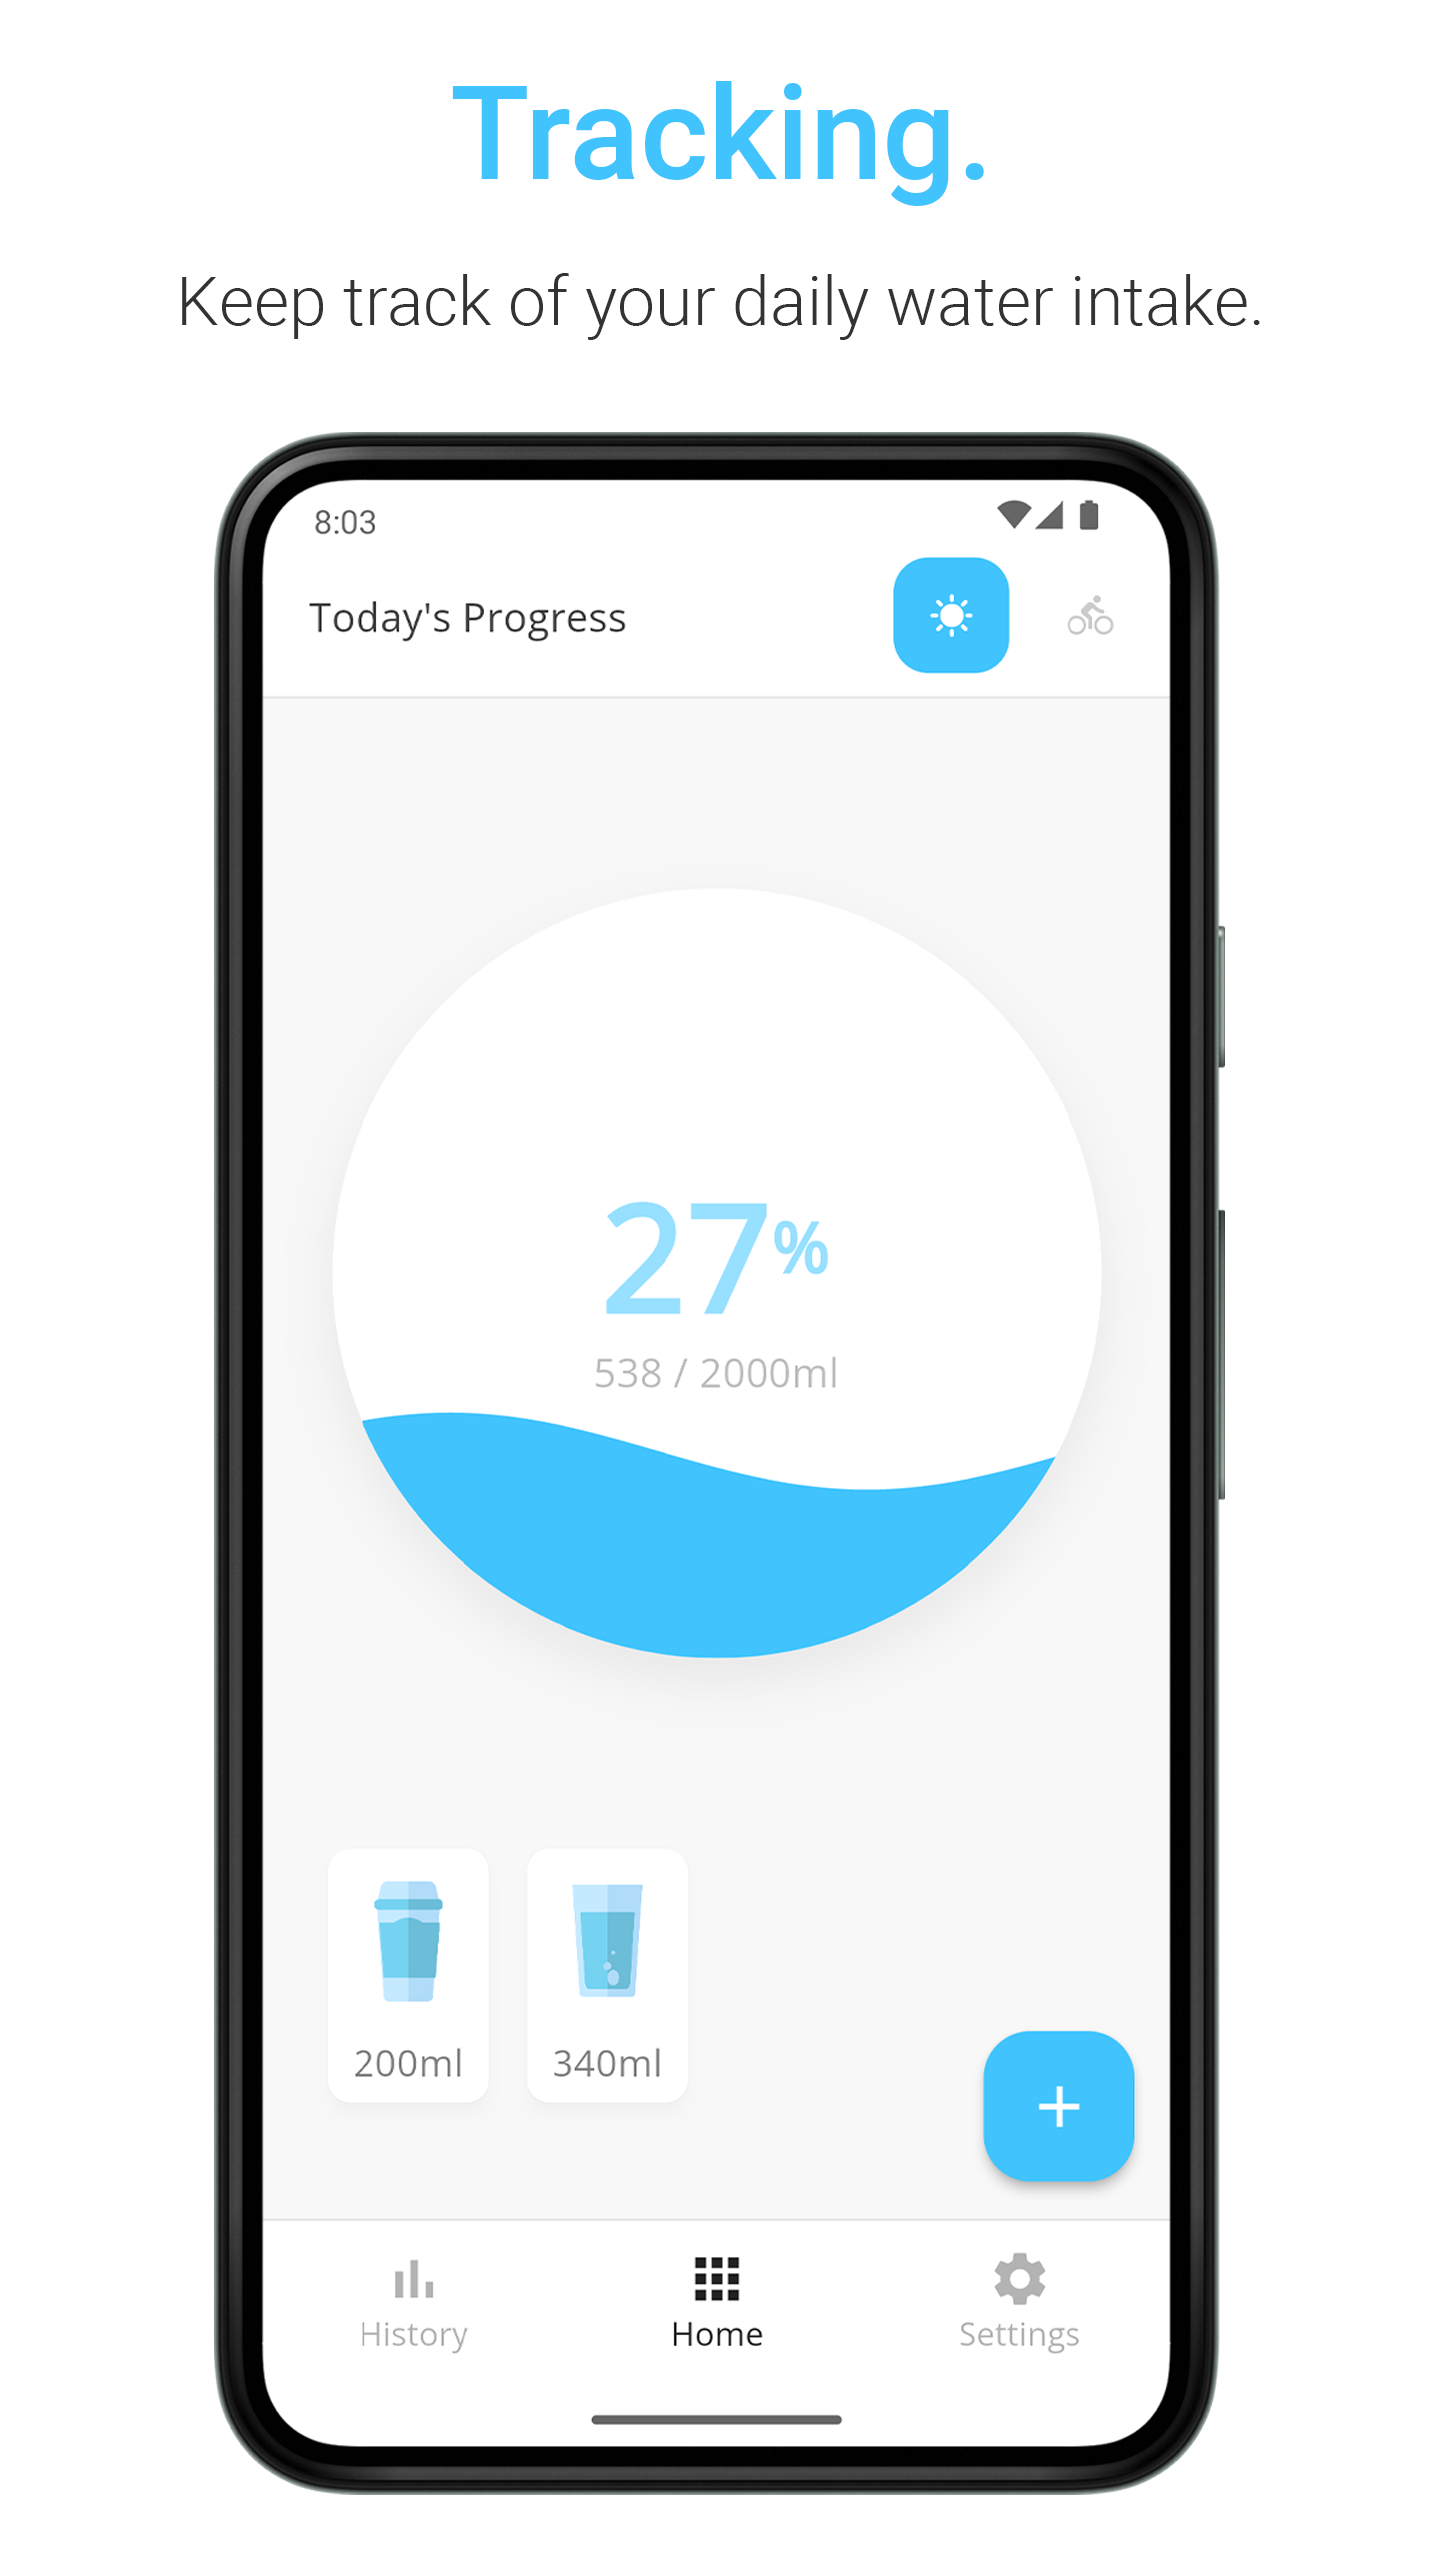 Tracking.
Keep track of your daily water intake.
8:03
Today's Progress
27%
538 / 2000ml
200ml 340ml
History Home Settings